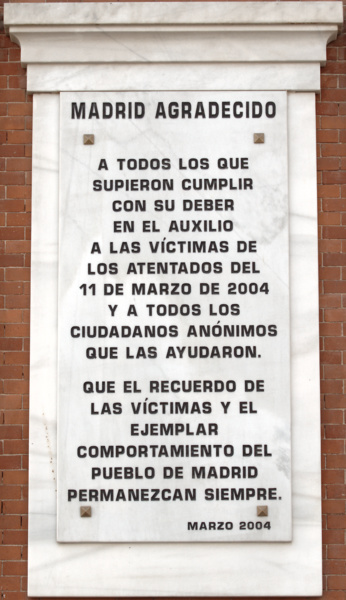 MADRID AGRADECIDO
A TODOS LOS QUE
SUPIERON CUMPLIR
CON SU DEBER
EN EL AUXILIO
A LAS VÍCTIMAS DE
LOS ATENTADOS DEL
11 DE MARZO DE 2004
Y A TODOS LOS
CIUDADANOS ANÓNIMOS
QUE LAS AYUDARON.
QUE EL RECUERDO DE
LAS VÍCTIMAS Y EL
EJEMPLAR
COMPORTAMIENTO DEL
PUEBLO DE MADRID
PERMANEZCAN SIEMPRE.
MARZO 2004